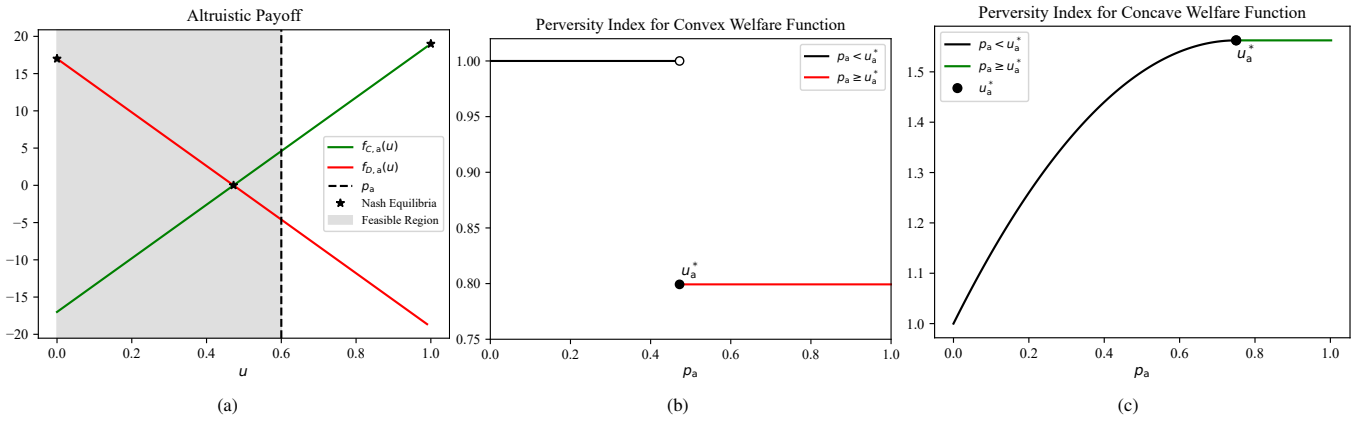 Altruistic Payoff
20
15
10
5
0
−5
−10
−15
−20
f_{C,a}(u)
f_{D,a}(u)
p_a
Nash Equilibria
Feasible Region
0.0 0.2 0.4 0.6 0.8 1.0
u
(a)
Perversity Index for Convex Welfare Function
1.00
0.95
0.90
0.85
0.80
0.75
p_a < u_a^*
p_a ≥ u_a^*
u_a^*
0.0 0.2 0.4 0.6 0.8 1.0
p_a
(b)
Perversity Index for Concave Welfare Function
p_a < u_a^*
p_a ≥ u_a^*
u_a^*
u_a^*
1.5
1.4
1.3
1.2
1.1
1.0
0.0 0.2 0.4 0.6 0.8 1.0
p_a
(c)